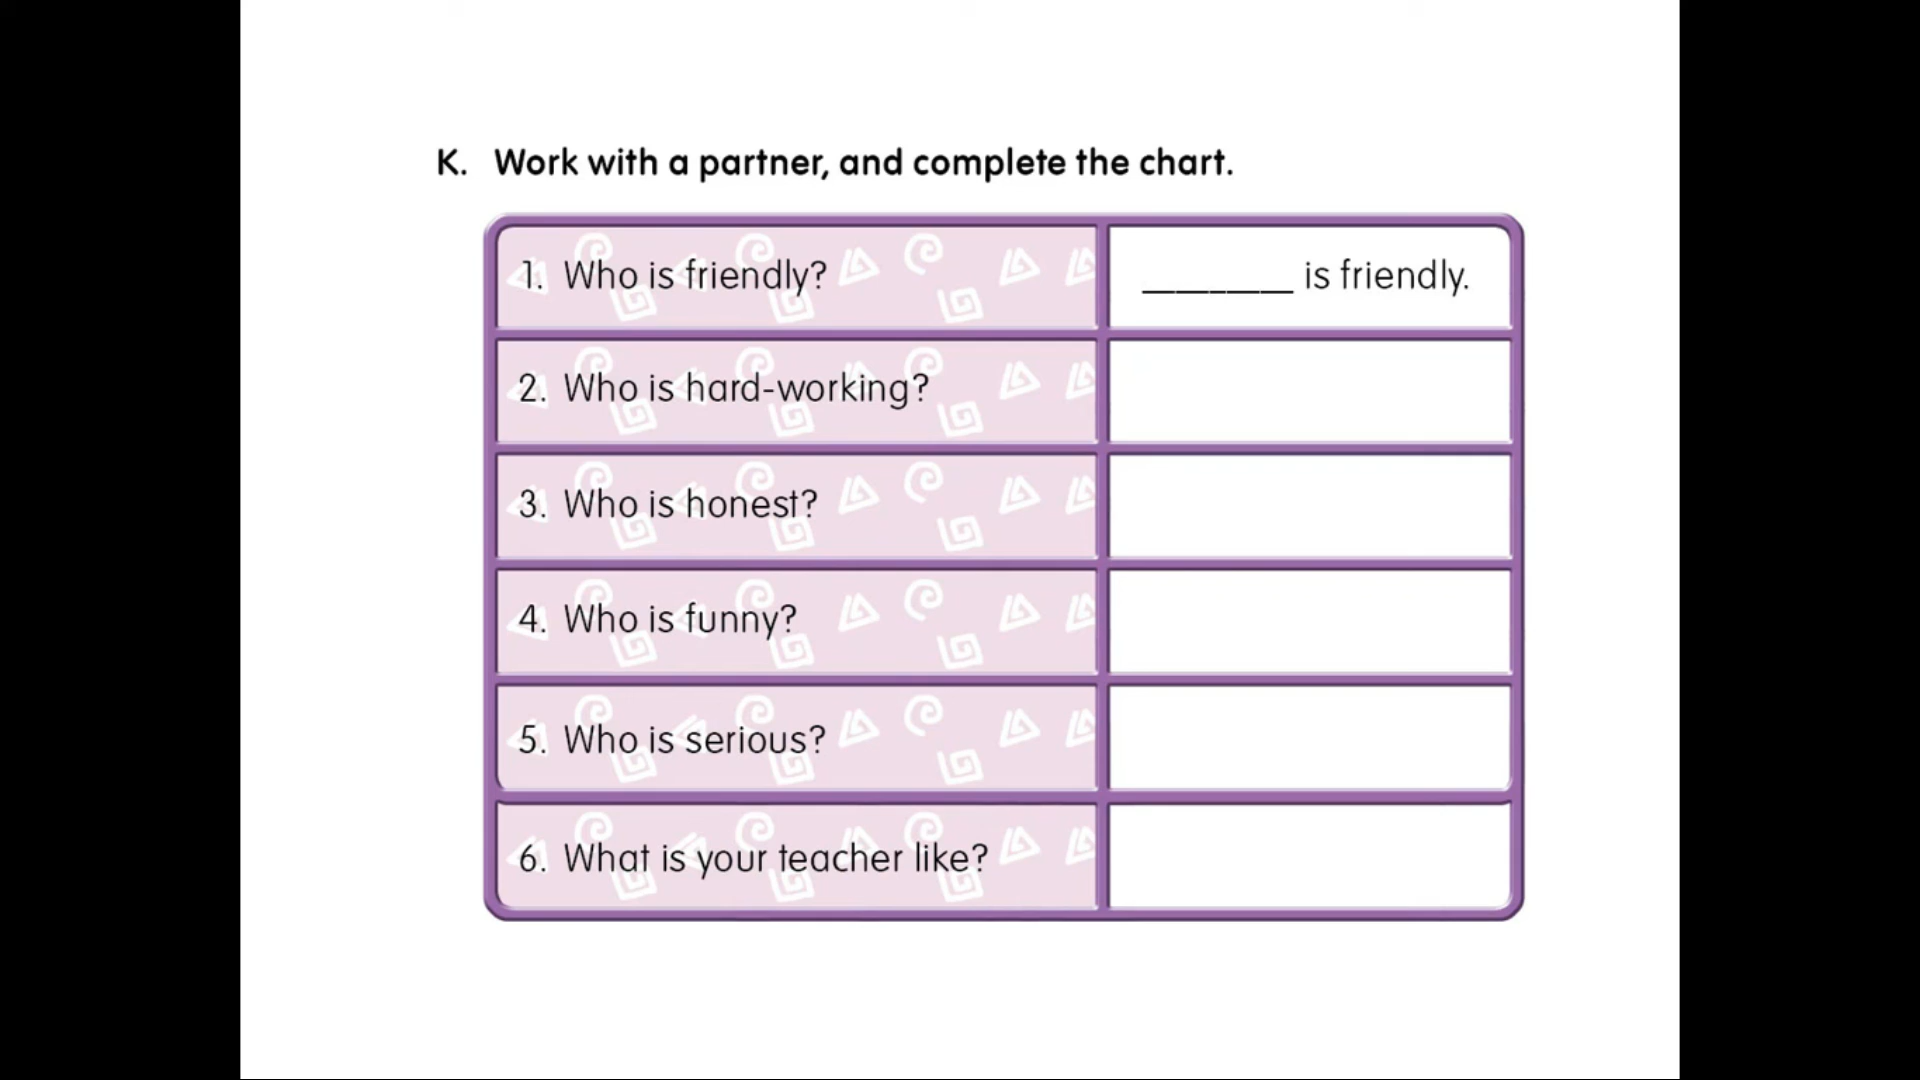 K. Work with a partner, and complete the chart.
1. Who is friendly?
________ is friendly.
2. Who is hard-working?
3. Who is honest?
4. Who is funny?
5. Who is serious?
6. What is your teacher like?